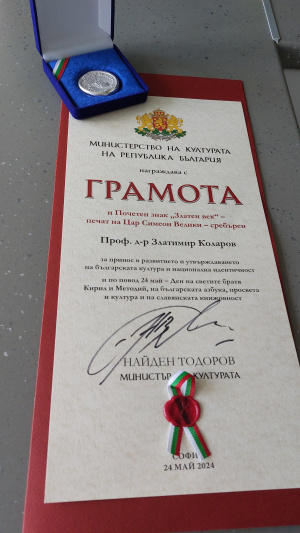 МИНИСТЕРСТВО НА КУЛТУРАТА
НА РЕПУБЛИКА БЪЛГАРИЯ
награждава с
ГРАМОТА
и Почетен знак „Златен век“ –
печат на Цар Симеон Велики – сребърен
Проф. д-р Златимир Коларов
за принос в развитието и утвърждаването
на българската култура и национална идентичност
и по повод 24 май – Ден на светите братя
Кирил и Методий, на българската азбука, просвета
и култура и на славянската книжовност
НАЙДЕН ТОДОРОВ
МИНИСТЪР НА КУЛТУРАТА
СОФИЯ
24 МАЙ 2024